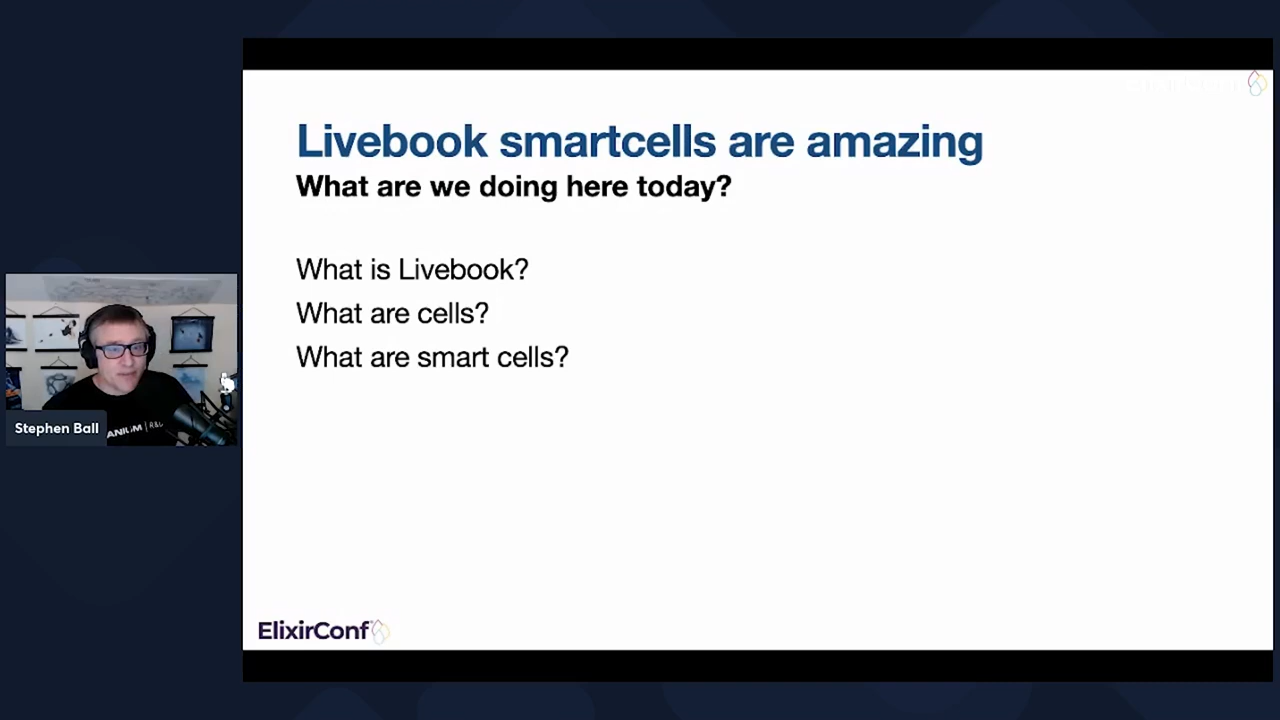 Livebook smartcells are amazing
What are we doing here today?
What is Livebook?
What are cells?
What are smart cells?
Stephen Ball
ElixirConf